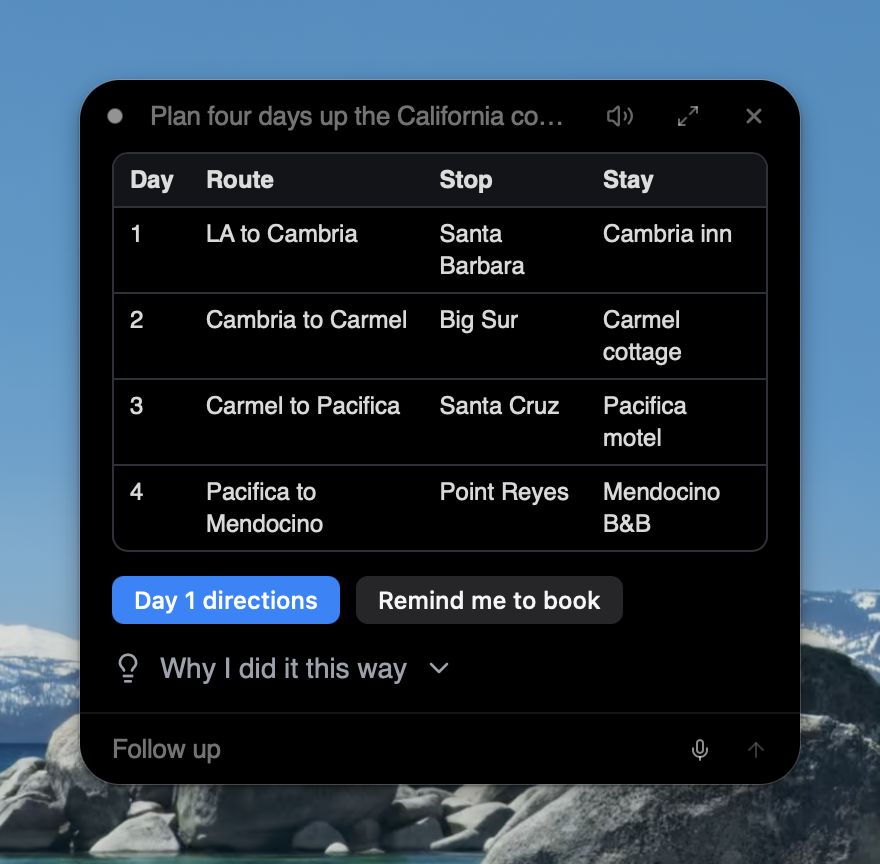 Plan four days up the California co…
Day Route Stop Stay
1 LA to Cambria Santa Barbara Cambria inn
2 Cambria to Carmel Big Sur Carmel cottage
3 Carmel to Pacifica Santa Cruz Pacifica motel
4 Pacifica to Mendocino Point Reyes Mendocino B&B
Day 1 directions Remind me to book
Why I did it this way
Follow up